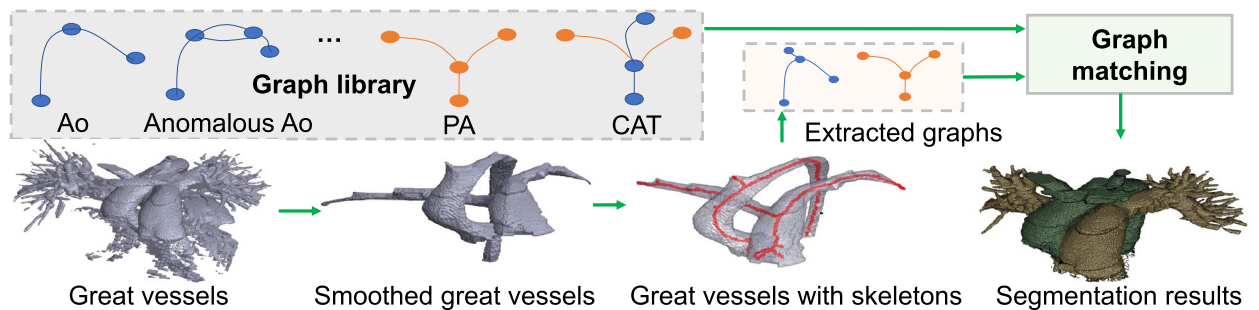 ...
Graph library
Ao
Anomalous Ao
PA
CAT
Graph
matching
Extracted graphs
Great vessels
Smoothed great vessels
Great vessels with skeletons
Segmentation results